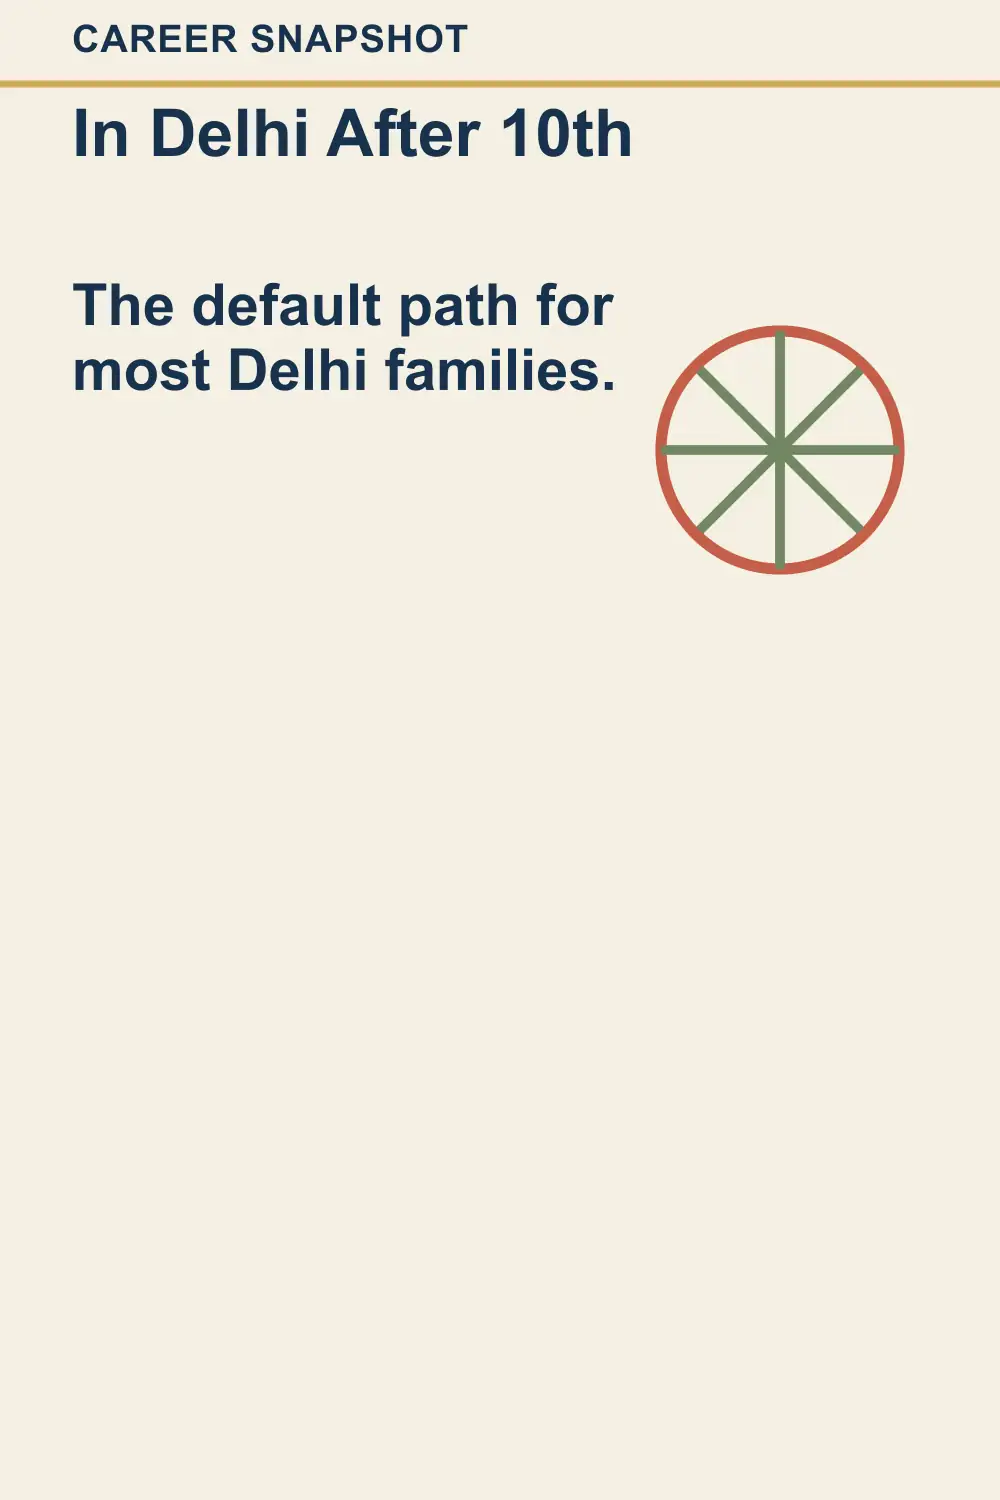 CAREER SNAPSHOT
In Delhi After 10th
The default path for
most Delhi families.